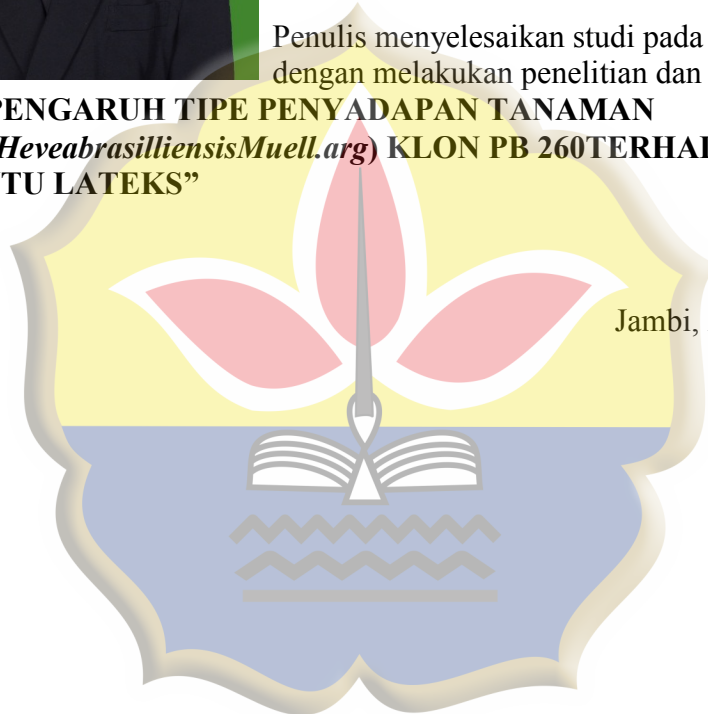 Penulis menyelesaikan studi pada
dengan melakukan penelitian dan
PENGARUH TIPE PENYADAPAN TANAMAN
HeveabrasilliensisMuell.arg) KLON PB 260TERHAD
TU LATEKS”
Jambi,